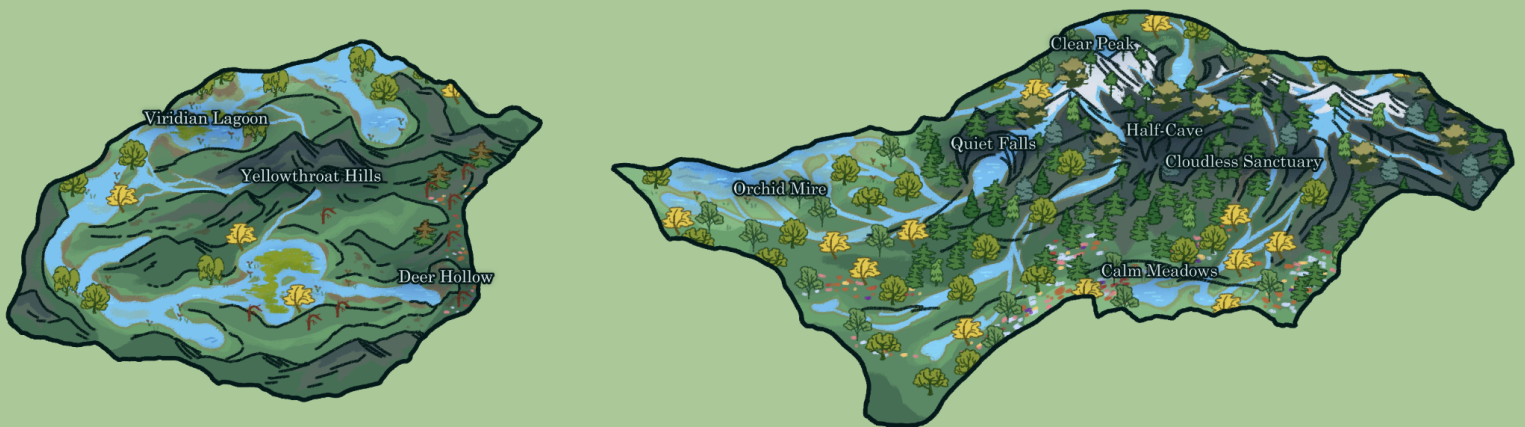 Viridian Lagoon
Yellowthroat Hills
Deer Hollow
Clear Peak
Half-Cave
Quiet Falls
Cloudless Sanctuary
Orchid Mire
Calm Meadows